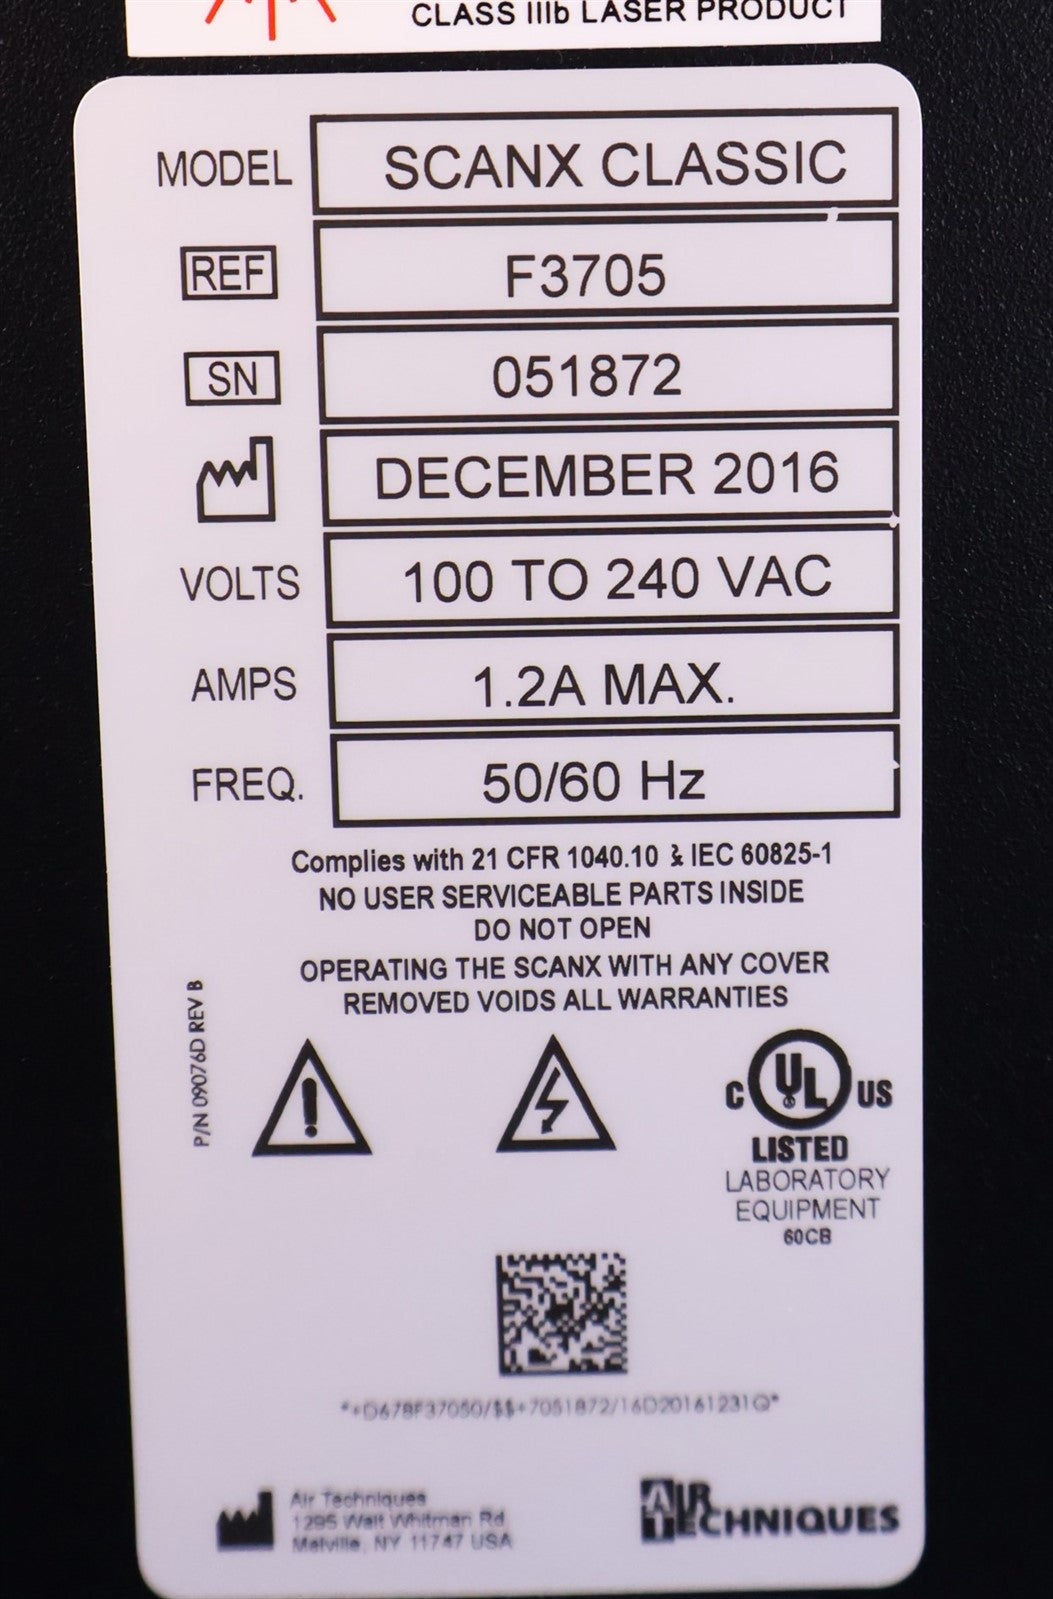 CLASS IIIb LASER PRODUCT
MODEL SCANX CLASSIC
REF F3705
SN 051872
DECEMBER 2016
VOLTS 100 TO 240 VAC
AMPS 1.2A MAX.
FREQ. 50/60 Hz
Complies with 21 CFR 1040.10 & IEC 60825-1
NO USER SERVICEABLE PARTS INSIDE
DO NOT OPEN
OPERATING THE SCANX WITH ANY COVER
REMOVED VOIDS ALL WARRANTIES
P/N 09076D REV B
C UL US
LISTED
LABORATORY
EQUIPMENT
60CB
*+D678F37050/$$+7051872/16D20161231Q*
Air Techniques
1295 Walt Whitman Rd
Melville, NY 11747 USA
AIR
TECHNIQUES